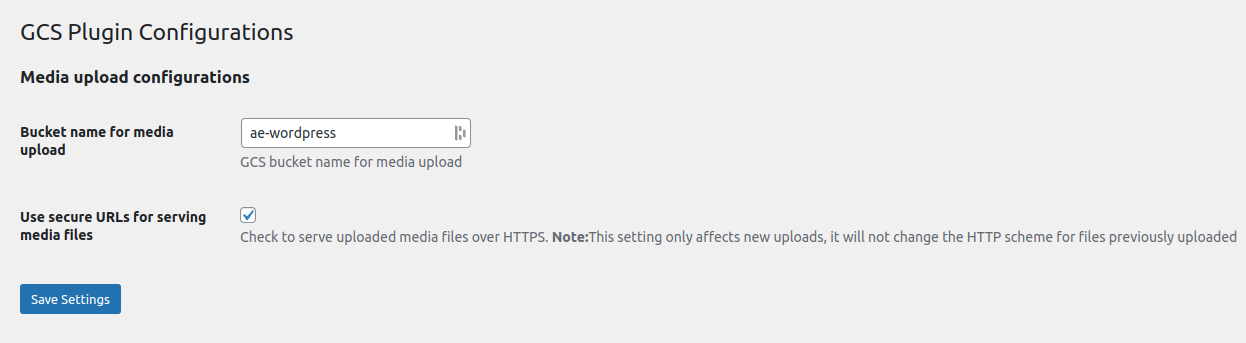 GCS Plugin Configurations
Media upload configurations
Bucket name for media
upload
ae-wordpress
GCS bucket name for media upload
Use secure URLs for serving
media files
Check to serve uploaded media files over HTTPS. Note:This setting only affects new uploads, it will not change the HTTP scheme for files previously uploaded
Save Settings